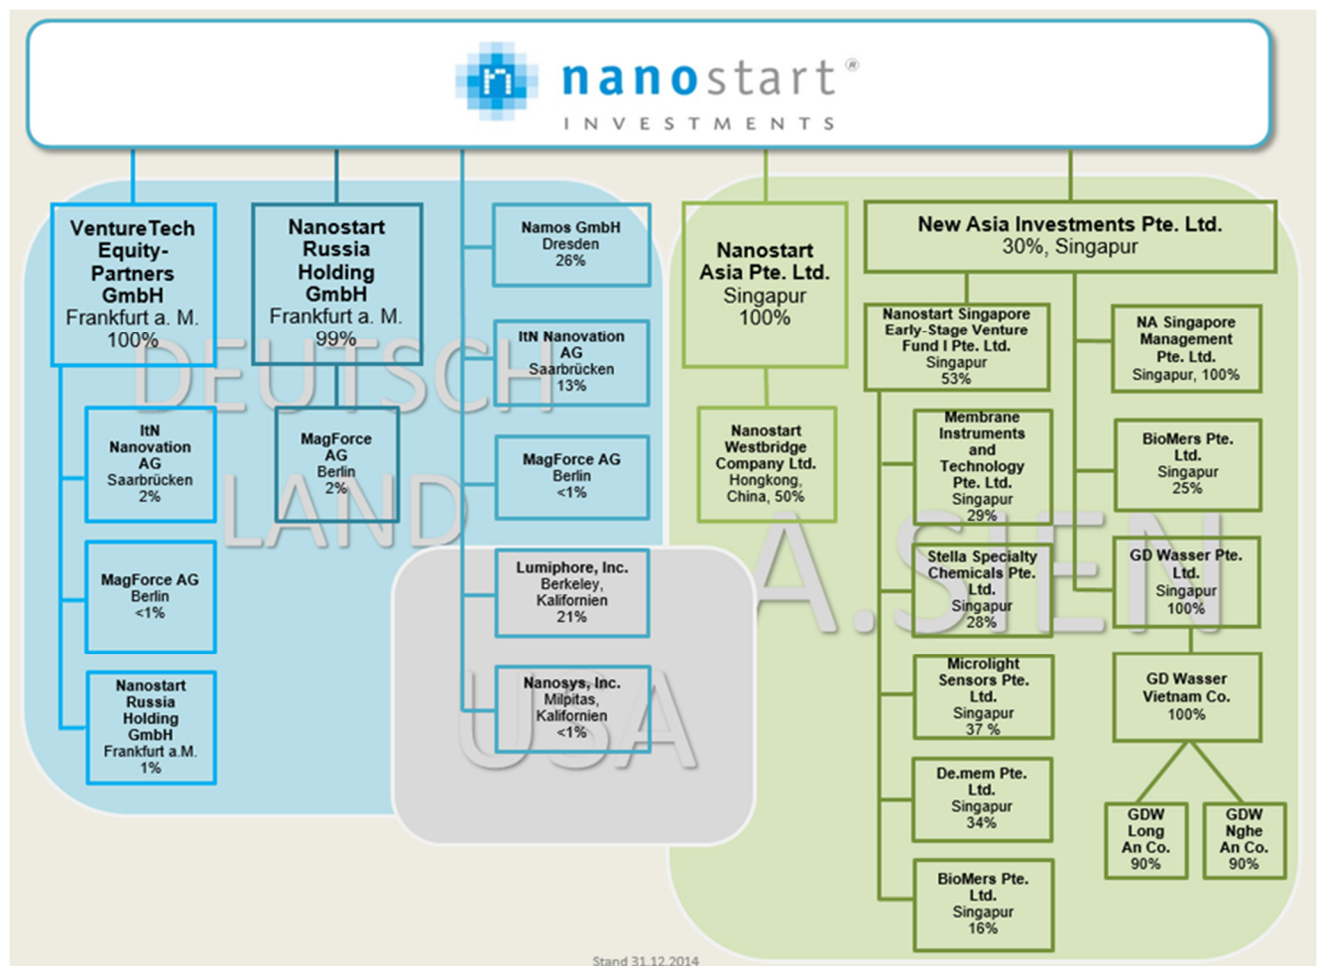 nanostart®
INVESTMENTS
DEUTSCH
LAND
USA
A.SIEN
VentureTech
Equity-
Partners
GmbH
Frankfurt a. M.
100%
ItN
Nanovation
AG
Saarbrücken
2%
MagForce AG
Berlin
<1%
Nanostart
Russia
Holding
GmbH
Frankfurt a.M.
1%
Nanostart
Russia
Holding
GmbH
Frankfurt a. M.
99%
MagForce
AG
Berlin
2%
Namos GmbH
Dresden
26%
ItN Nanovation
AG
Saarbrücken
13%
MagForce AG
Berlin
<1%
Lumiphore, Inc.
Berkeley,
Kalifornien
21%
Nanosys, Inc.
Milpitas,
Kalifornien
<1%
Nanostart
Asia Pte. Ltd.
Singapur
100%
Nanostart
Westbridge
Company Ltd.
Hongkong,
China, 50%
New Asia Investments Pte. Ltd.
30%, Singapur
Nanostart Singapore
Early-Stage Venture
Fund I Pte. Ltd.
Singapur
53%
Membrane
Instruments
and
Technology
Pte. Ltd.
Singapur
29%
Stella Specialty
Chemicals Pte.
Ltd.
Singapur
28%
Microlight
Sensors Pte.
Ltd.
Singapur
37 %
De.mem Pte.
Ltd.
Singapur
34%
BioMers Pte.
Ltd.
Singapur
16%
NA Singapore
Management
Pte. Ltd.
Singapur, 100%
BioMers Pte.
Ltd.
Singapur
25%
GD Wasser Pte.
Ltd.
Singapur
100%
GD Wasser
Vietnam Co.
100%
GDW
Long
An Co.
90%
GDW
Nghe
An Co.
90%
Stand 31.12.2014